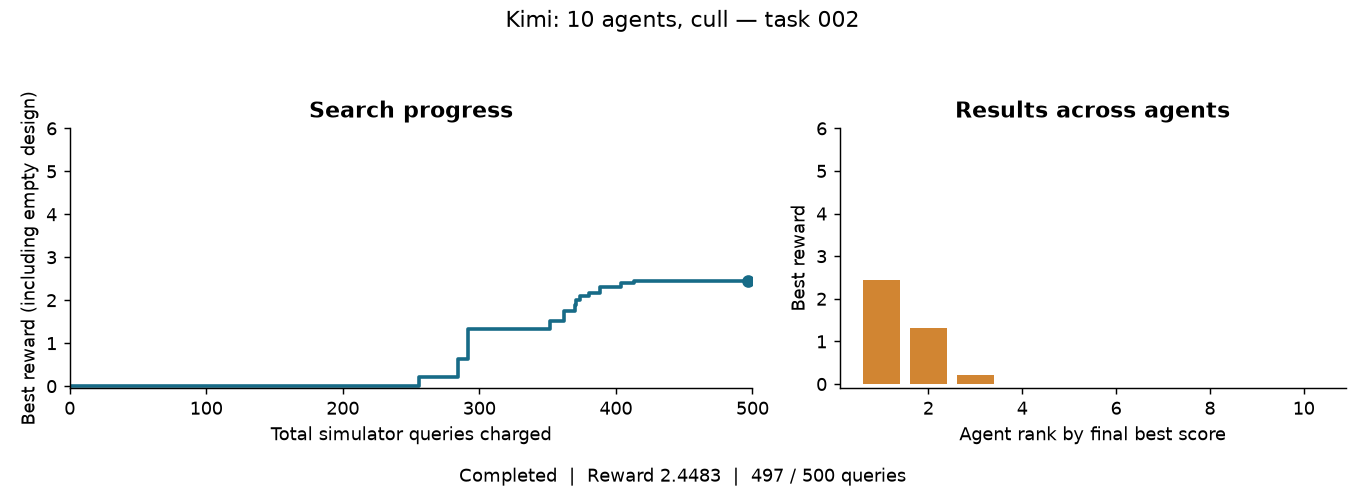 Kimi: 10 agents, cull — task 002
Search progress
Best reward (including empty design)
6
5
4
3
2
1
0
0 100 200 300 400 500
Total simulator queries charged
Results across agents
Best reward
6
5
4
3
2
1
0
2 4 6 8 10
Agent rank by final best score
Completed | Reward 2.4483 | 497 / 500 queries